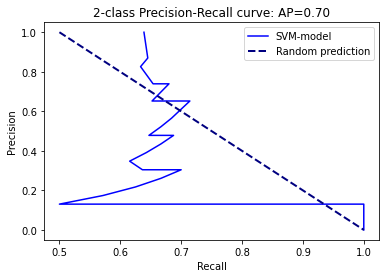 2-class Precision-Recall curve: AP=0.70
SVM-model
Random prediction
Precision
1.0
0.8
0.6
0.4
0.2
0.0
0.5 0.6 0.7 0.8 0.9 1.0
Recall